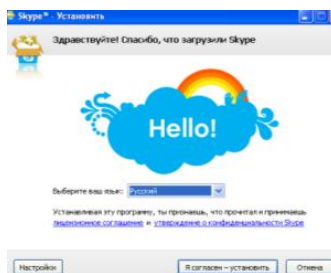 Skype® - Установить
Здравствуйте! Спасибо, что загрузили Skype
Hello!
Выберите ваш язык: Русский
Устанавливая эту программу, ты признаешь, что прочитал и принимаешь
лицензионное соглашение и утверждение о конфиденциальности Skype
Настройки
Я согласен – установить
Отмена